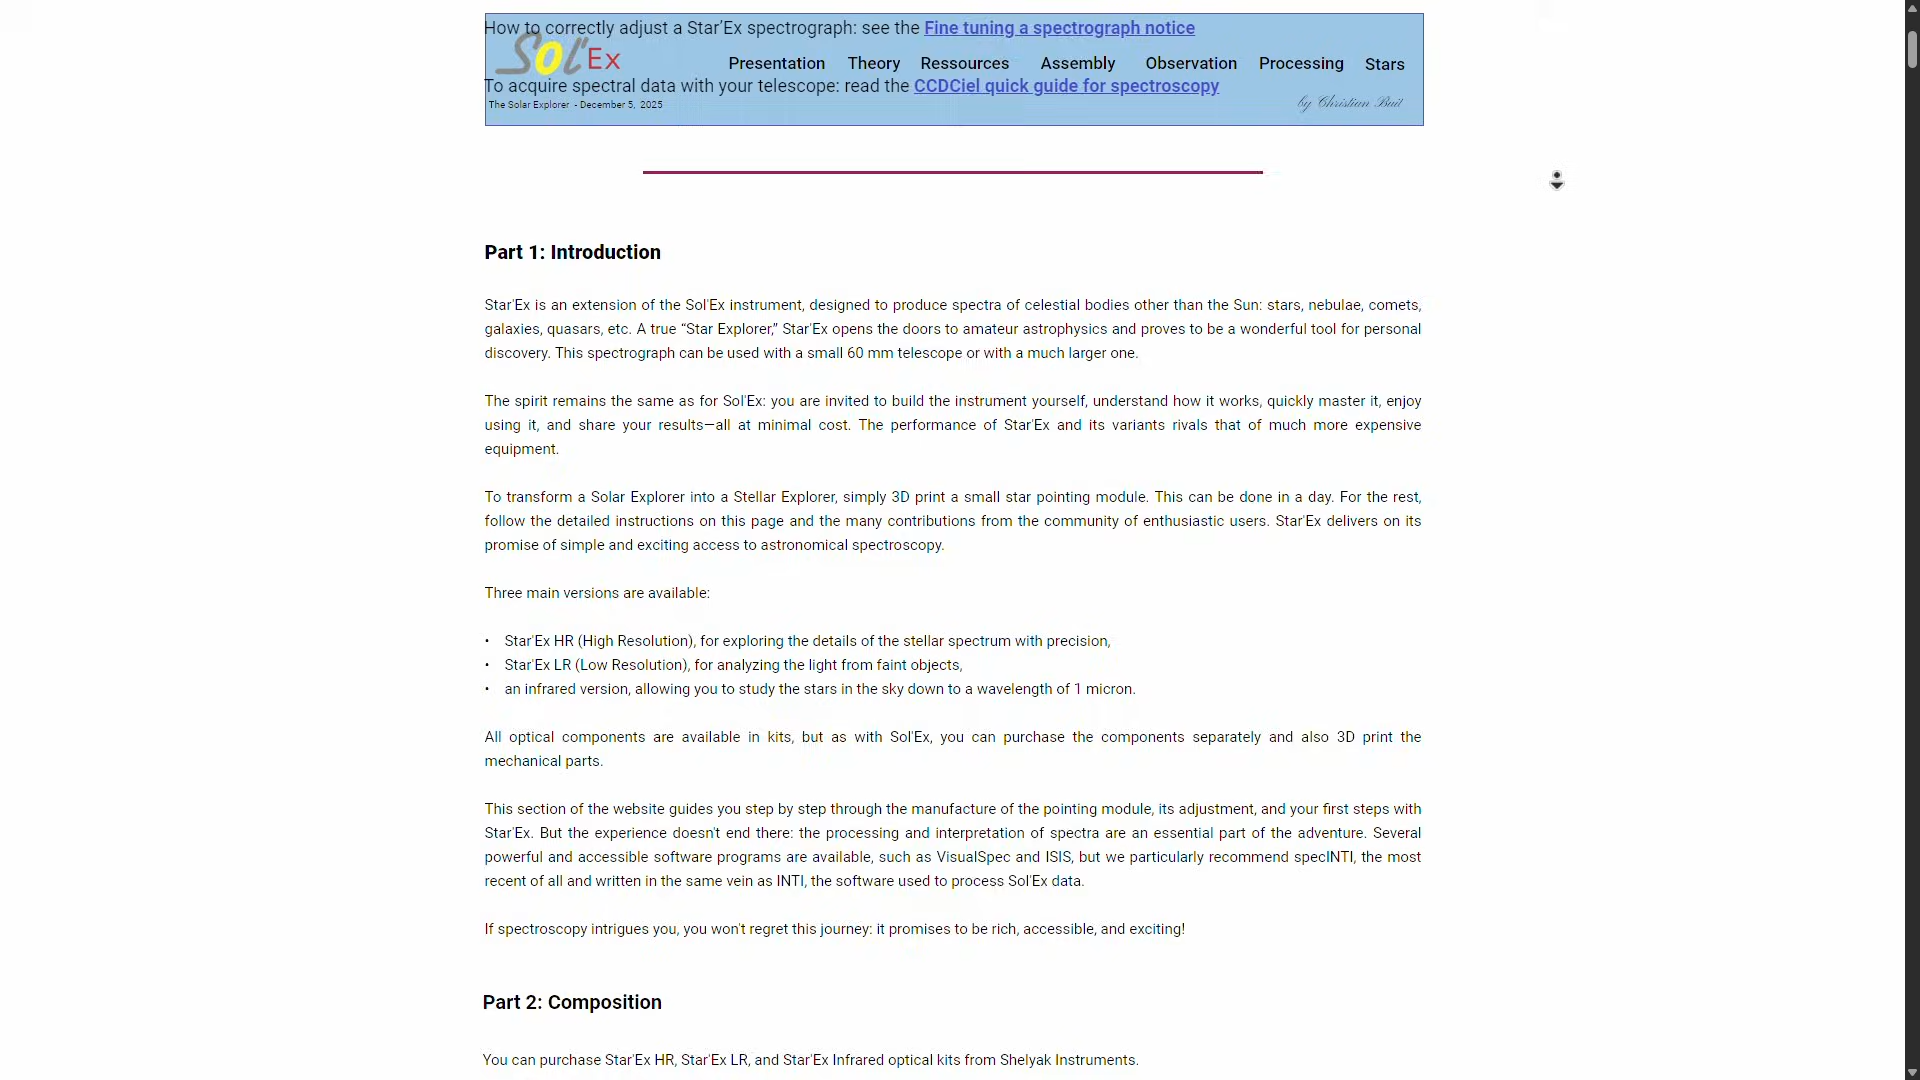 How to correctly adjust a Star’Ex spectrograph: see the Fine tuning a spectrograph notice
Sol'Ex
Presentation Theory Ressources Assembly Observation Processing Stars
To acquire spectral data with your telescope: read the CCDCiel quick guide for spectroscopy
The Solar Explorer - December 5, 2025
by Christian Buil
Part 1: Introduction
Star'Ex is an extension of the Sol'Ex instrument, designed to produce spectra of celestial bodies other than the Sun: stars, nebulae, comets,
galaxies, quasars, etc. A true “Star Explorer,” Star'Ex opens the doors to amateur astrophysics and proves to be a wonderful tool for personal
discovery. This spectrograph can be used with a small 60 mm telescope or with a much larger one.
The spirit remains the same as for Sol'Ex: you are invited to build the instrument yourself, understand how it works, quickly master it, enjoy
using it, and share your results—all at minimal cost. The performance of Star'Ex and its variants rivals that of much more expensive
equipment.
To transform a Solar Explorer into a Stellar Explorer, simply 3D print a small star pointing module. This can be done in a day. For the rest,
follow the detailed instructions on this page and the many contributions from the community of enthusiastic users. Star'Ex delivers on its
promise of simple and exciting access to astronomical spectroscopy.
Three main versions are available:
• Star'Ex HR (High Resolution), for exploring the details of the stellar spectrum with precision,
• Star'Ex LR (Low Resolution), for analyzing the light from faint objects,
• an infrared version, allowing you to study the stars in the sky down to a wavelength of 1 micron.
All optical components are available in kits, but as with Sol'Ex, you can purchase the components separately and also 3D print the
mechanical parts.
This section of the website guides you step by step through the manufacture of the pointing module, its adjustment, and your first steps with
Star'Ex. But the experience doesn't end there: the processing and interpretation of spectra are an essential part of the adventure. Several
powerful and accessible software programs are available, such as VisualSpec and ISIS, but we particularly recommend specINTI, the most
recent of all and written in the same vein as INTI, the software used to process Sol'Ex data.
If spectroscopy intrigues you, you won't regret this journey: it promises to be rich, accessible, and exciting!
Part 2: Composition
You can purchase Star'Ex HR, Star'Ex LR, and Star'Ex Infrared optical kits from Shelyak Instruments.